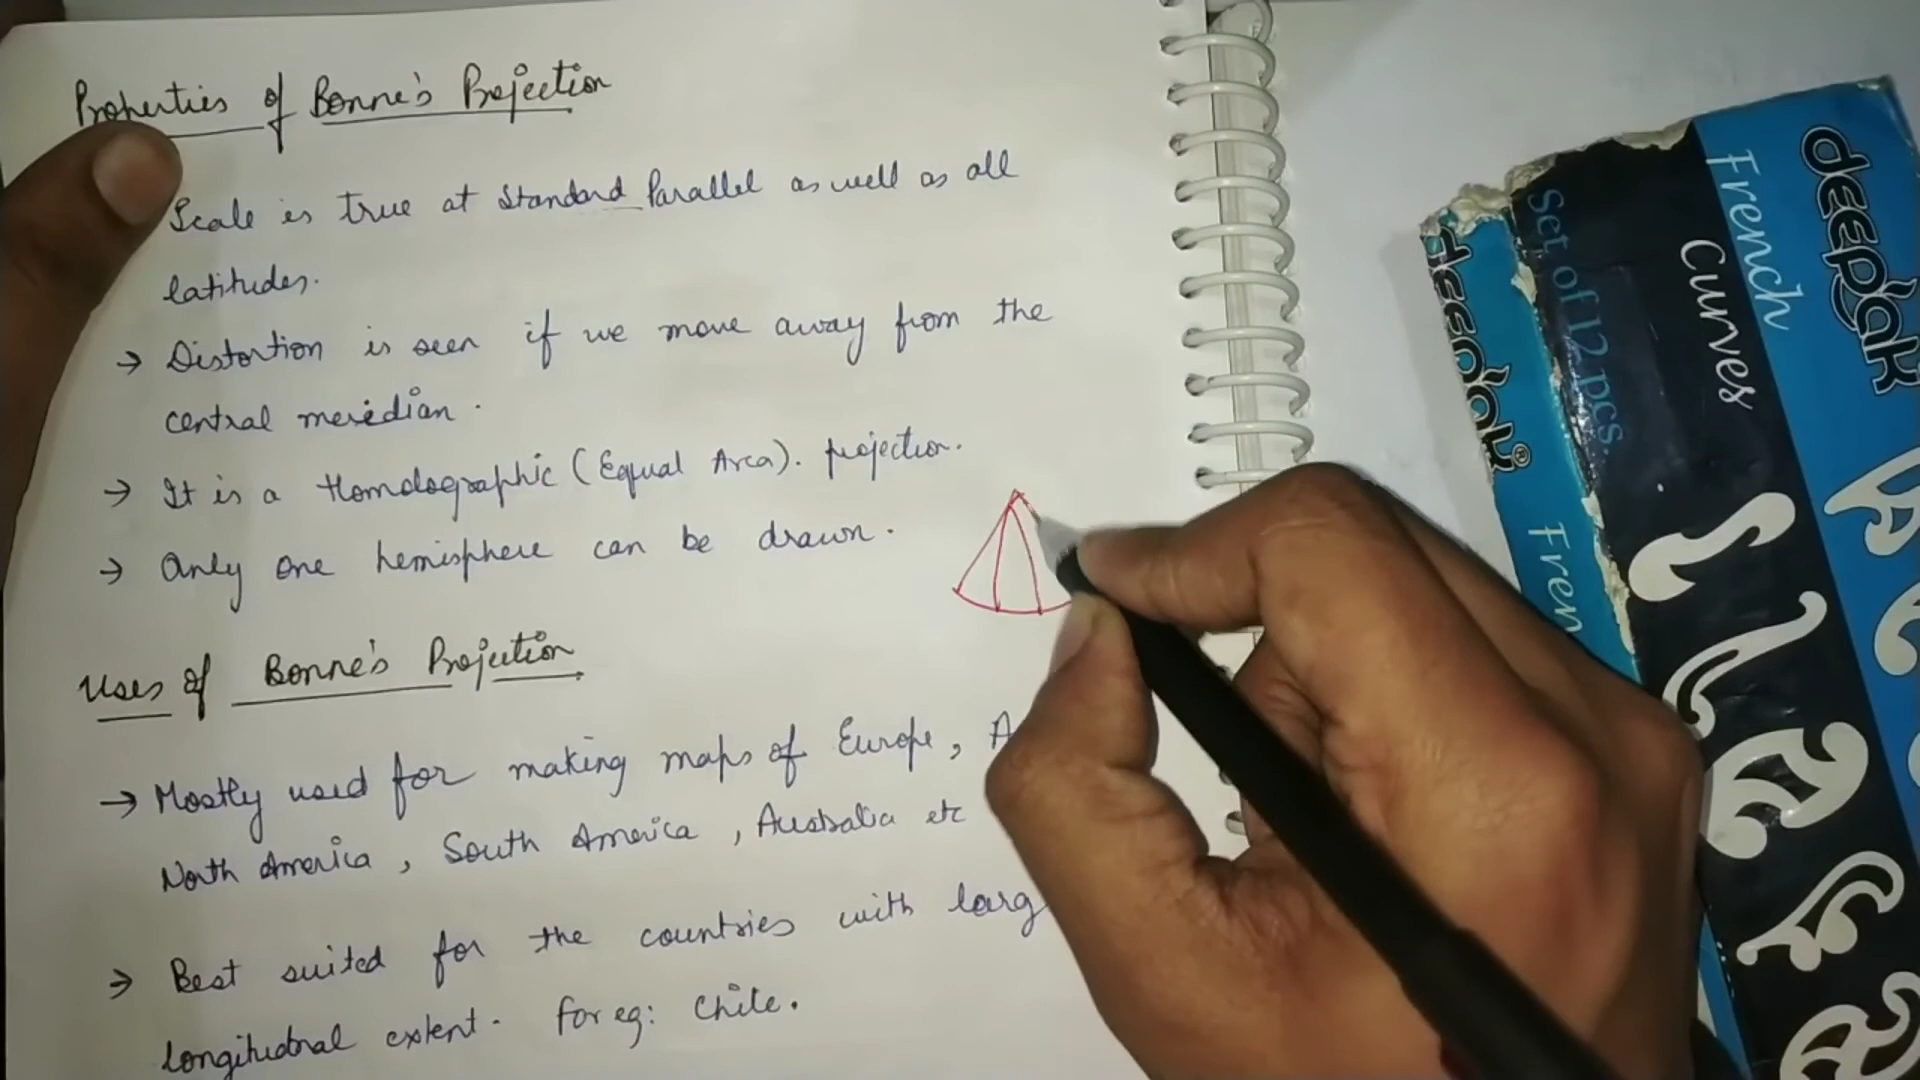 Properties of Bonne's Projection
Scale is true at Standard Parallel as well as all
latitudes.
→ Distortion is seen if we move away from the
central meridian.
→ It is a Homolographic (Equal Area). projection.
→ Only one hemisphere can be drawn.
Uses of Bonne's Projection
→ Mostly used for making maps of Europe, A
North America, South America, Australia etc
→ Best suited for the countries with larg
longitudnal extent. For eg: Chile.
deepak
French
Curves
Set of 12 pcs.
deepak®
Fren